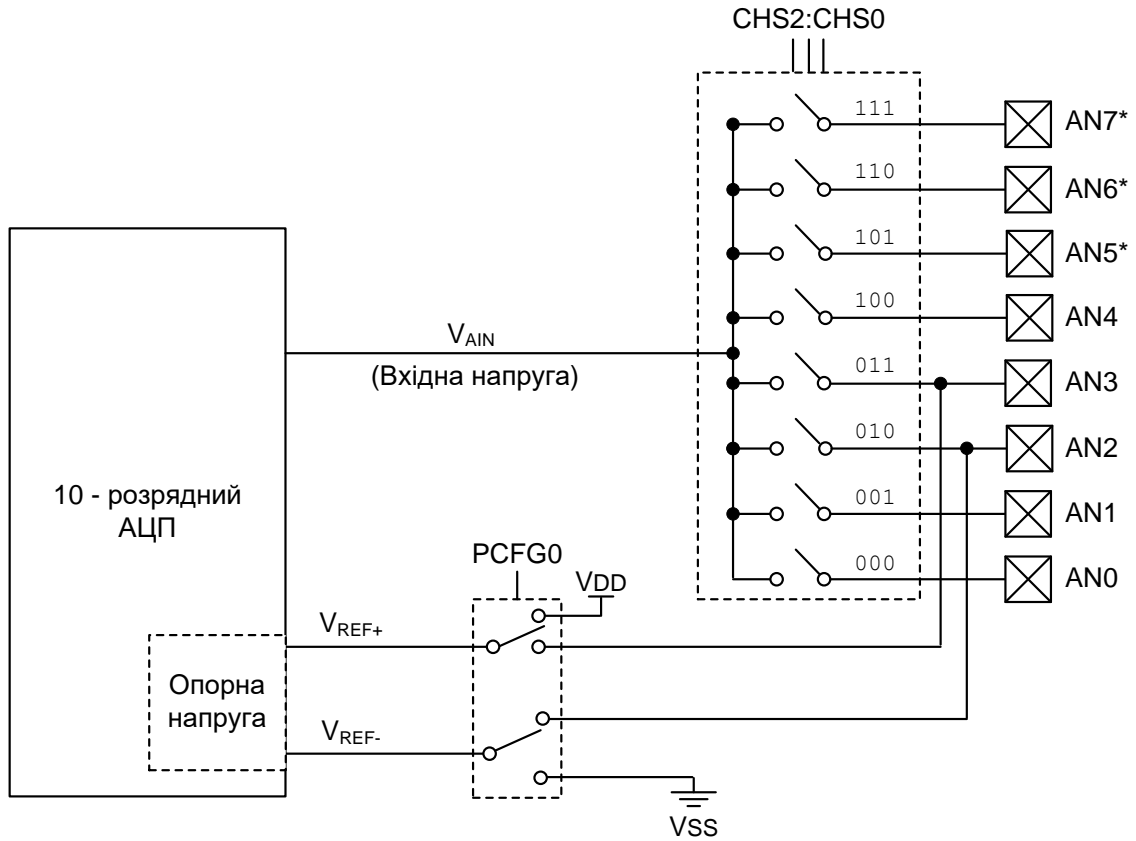 CHS2:CHS0
111
AN7*
110
AN6*
101
AN5*
100
AN4
VAIN
(Вхідна напруга)
011
AN3
010
AN2
10 - розрядний
АЦП
001
AN1
PCFG0
000
AN0
VDD
VREF+
Опорна
напруга
VREF-
VSS